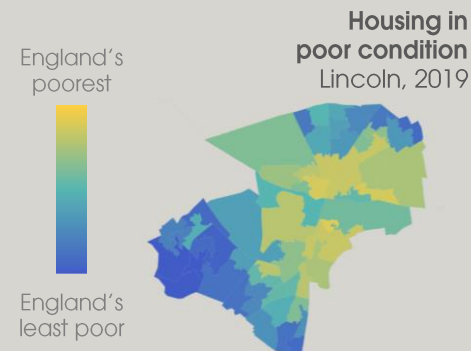 Housing in
poor condition
Lincoln, 2019
England's
poorest
England's
least poor